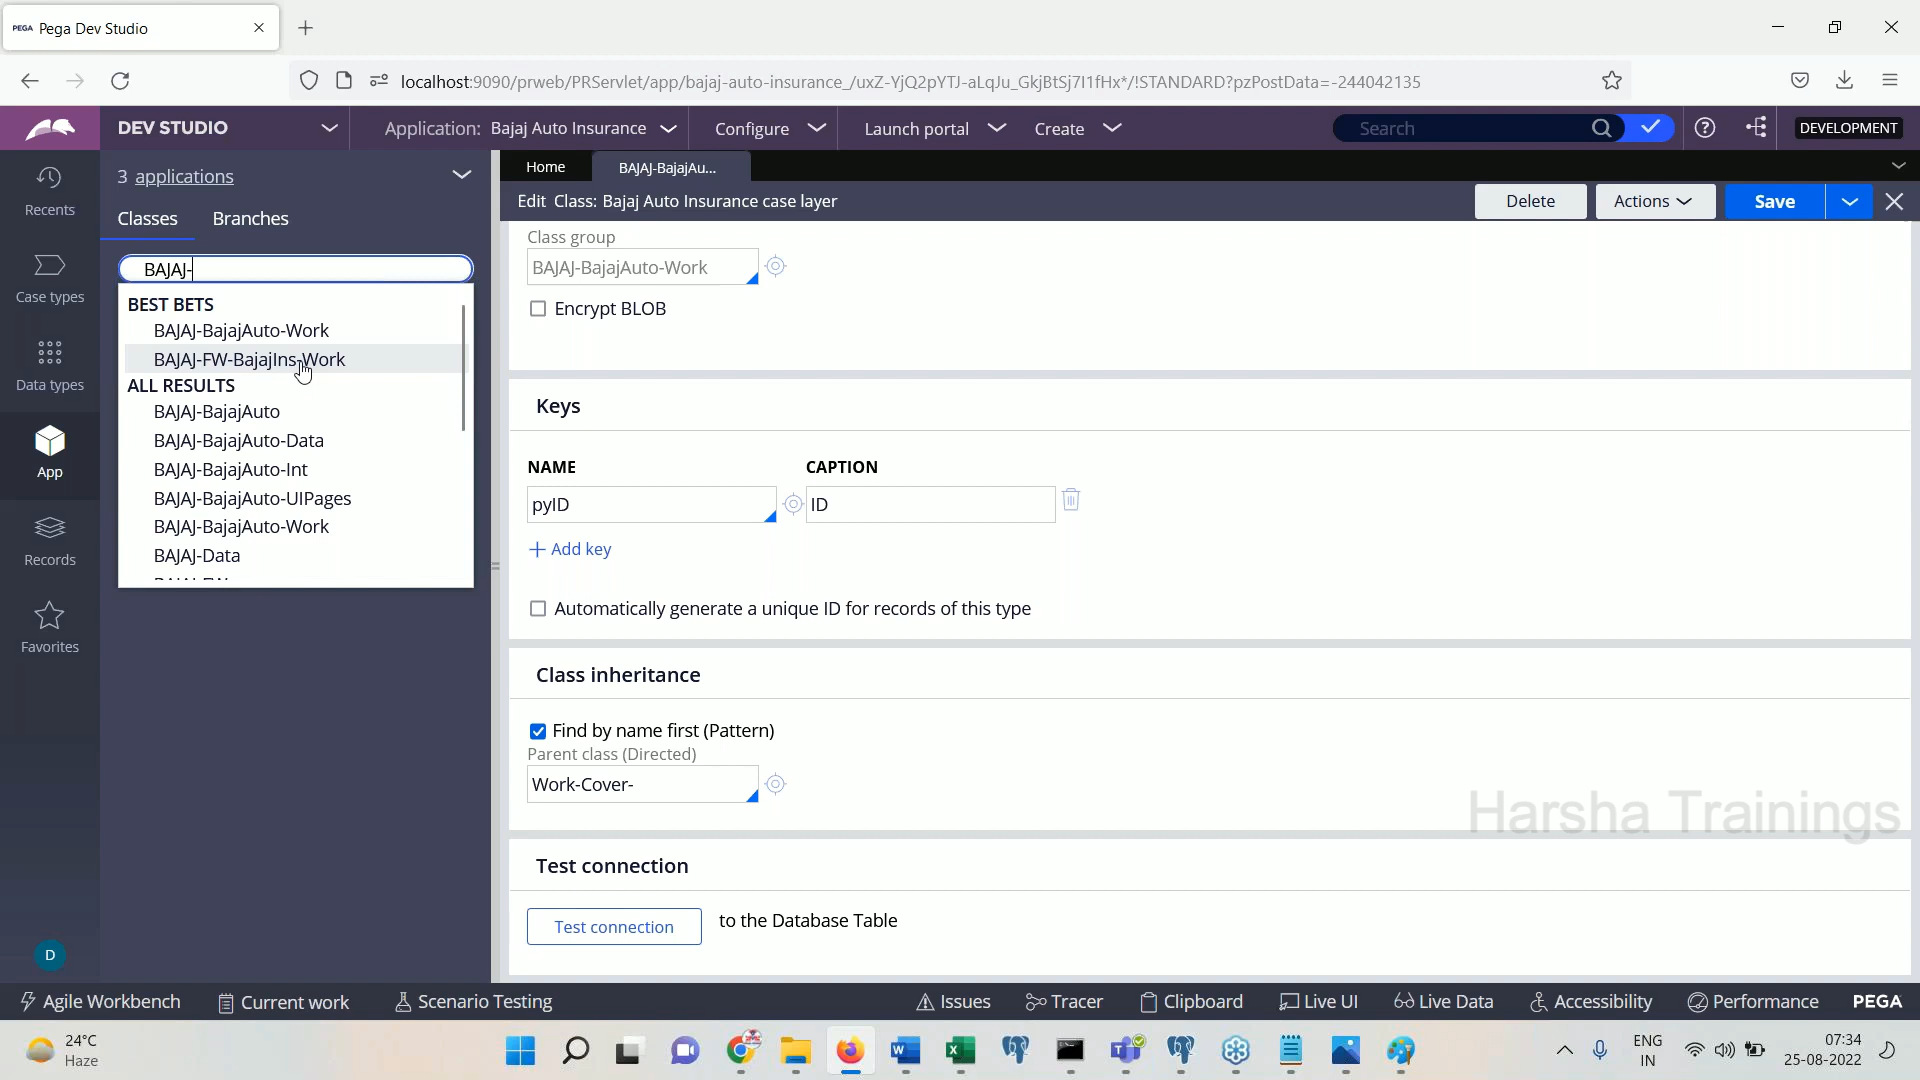 PEGA Pega Dev Studio
localhost:9090/prweb/PRServlet/app/bajaj-auto-insurance_/uxZ-YjQ2pYTJ-aLqJu_GkjBtSj7I1fHx*/!STANDARD?pzPostData=-244042135
DEV STUDIO
Application: Bajaj Auto Insurance
Configure
Launch portal
Create
Search
DEVELOPMENT
Recents
Case types
Data types
App
Records
Favorites
D
3 applications
Classes
Branches
BAJAJ-
BEST BETS
BAJAJ-BajajAuto-Work
BAJAJ-FW-BajajIns-Work
ALL RESULTS
BAJAJ-BajajAuto
BAJAJ-BajajAuto-Data
BAJAJ-BajajAuto-Int
BAJAJ-BajajAuto-UIPages
BAJAJ-BajajAuto-Work
BAJAJ-Data
Home
BAJAJ-BajajAu...
Edit Class: Bajaj Auto Insurance case layer
Delete
Actions
Save
Class group
BAJAJ-BajajAuto-Work
Encrypt BLOB
Keys
NAME
CAPTION
pyID
ID
Add key
Automatically generate a unique ID for records of this type
Class inheritance
Find by name first (Pattern)
Parent class (Directed)
Work-Cover-
Harsha Trainings
Test connection
Test connection
to the Database Table
Agile Workbench
Current work
Scenario Testing
Issues
Tracer
Clipboard
Live UI
Live Data
Accessibility
Performance
PEGA
24°C
Haze
ENG
IN
07:34
25-08-2022